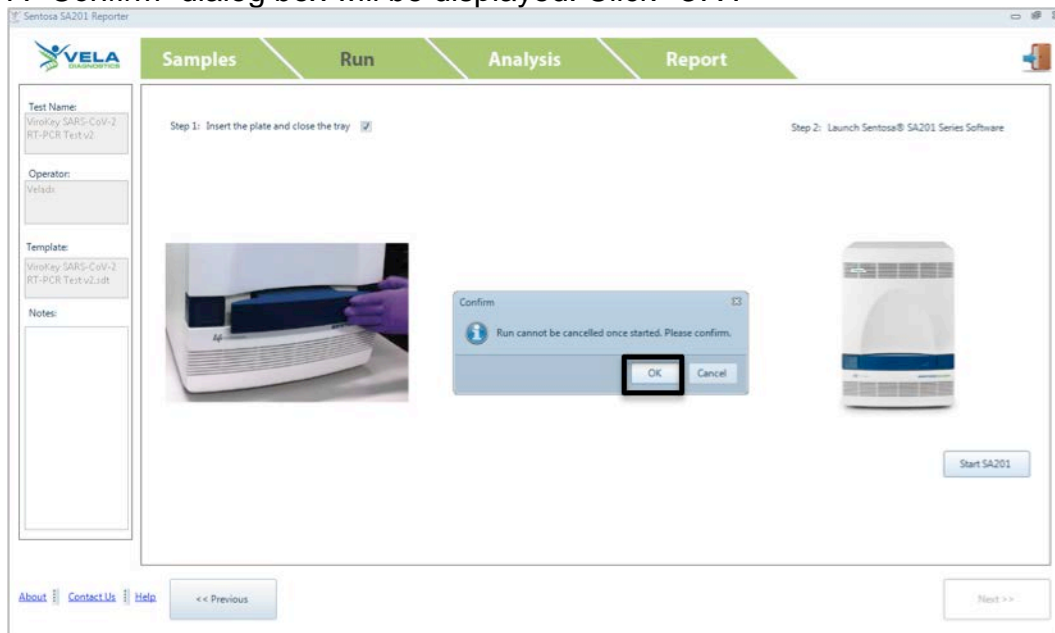 A "Confirm" dialog box will be displayed. Click "OK".
Sentosa SA201 Reporter
VELA
DIAGNOSTICS
Samples
Run
Analysis
Report
Test Name:
ViroKey SARS-CoV-2
RT-PCR Test v2
Operator:
Veladx
Template:
ViroKey SARS-CoV-2
RT-PCR Test v2.sdt
Notes:
Step 1: Insert the plate and close the tray
Step 2: Launch Sentosa® SA201 Series Software
Confirm
Run cannot be cancelled once started. Please confirm.
OK
Cancel
Start SA201
About
Contact Us
Help
<< Previous
Next >>